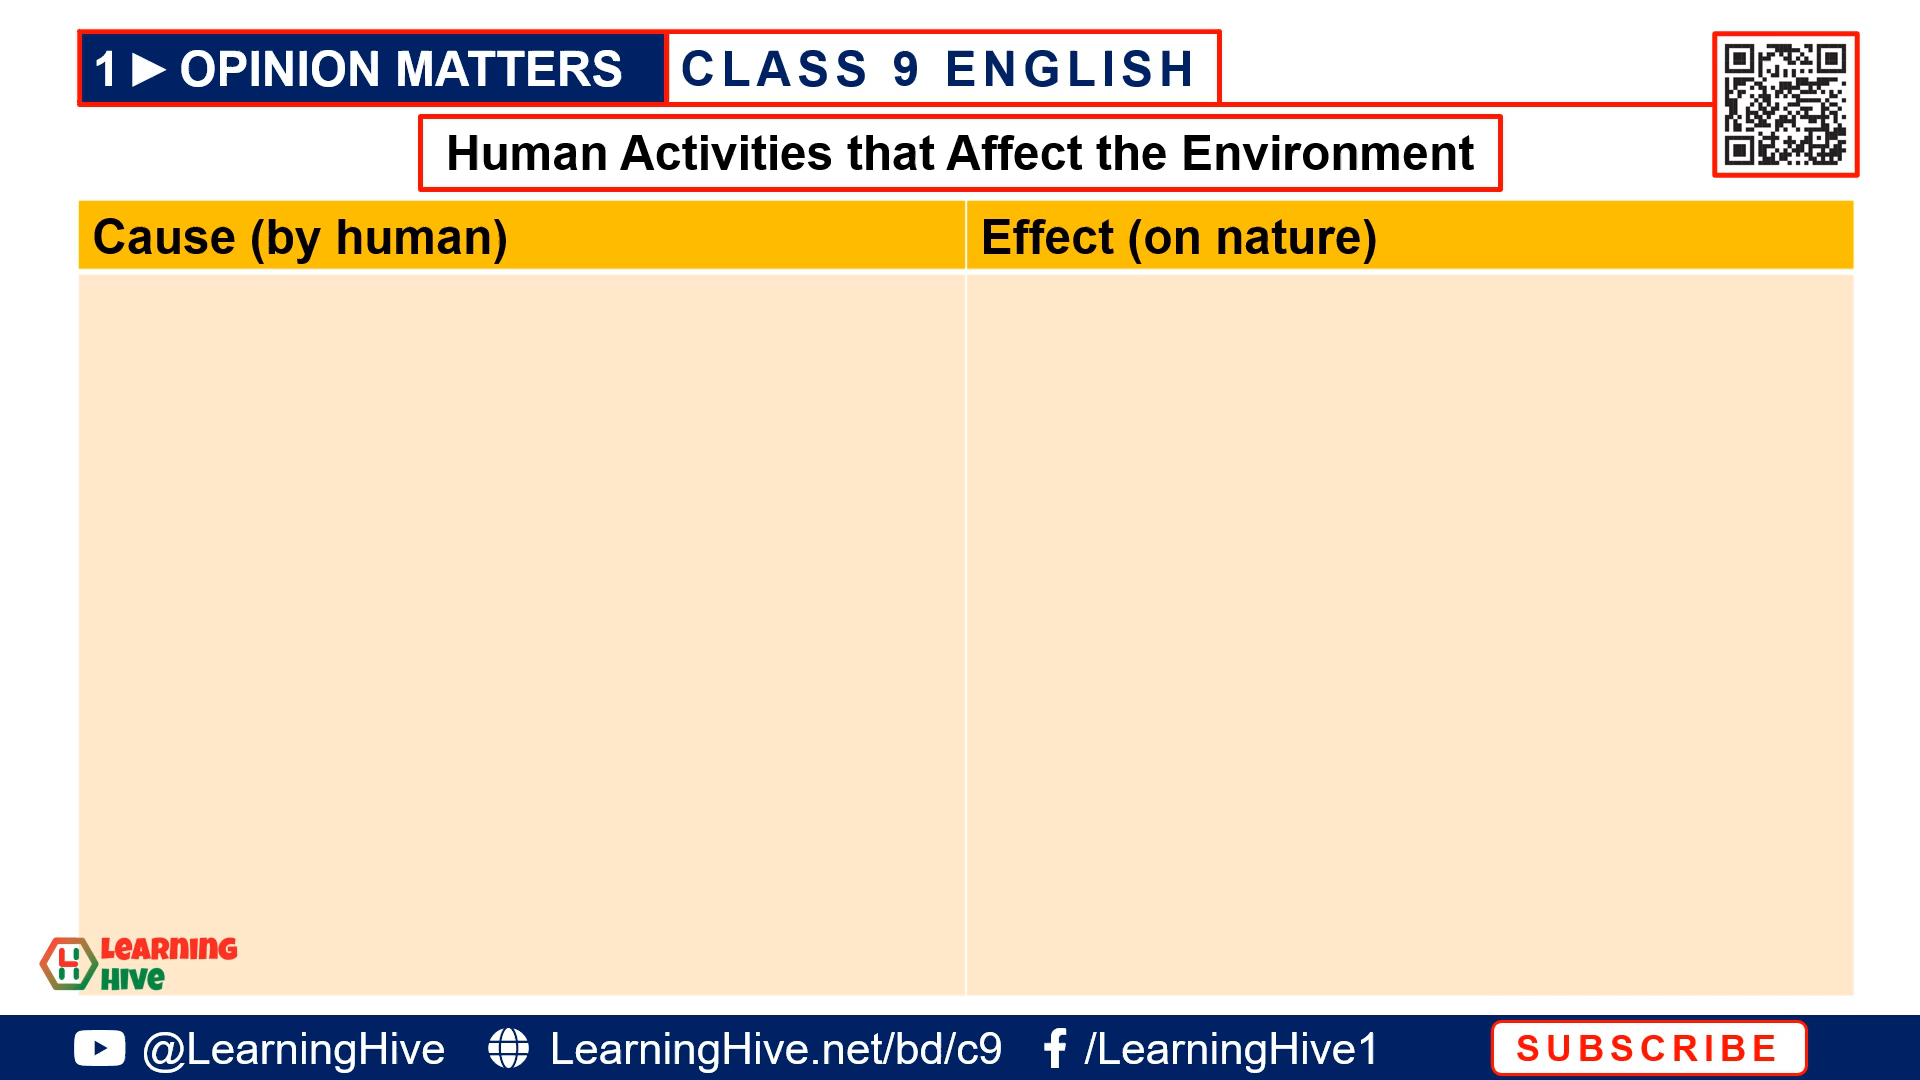 1 ► OPINION MATTERS CLASS 9 ENGLISH
Human Activities that Affect the Environment
Cause (by human) Effect (on nature)
LEARNING
HIVE
@LearningHive LearningHive.net/bd/c9 /LearningHive1 SUBSCRIBE